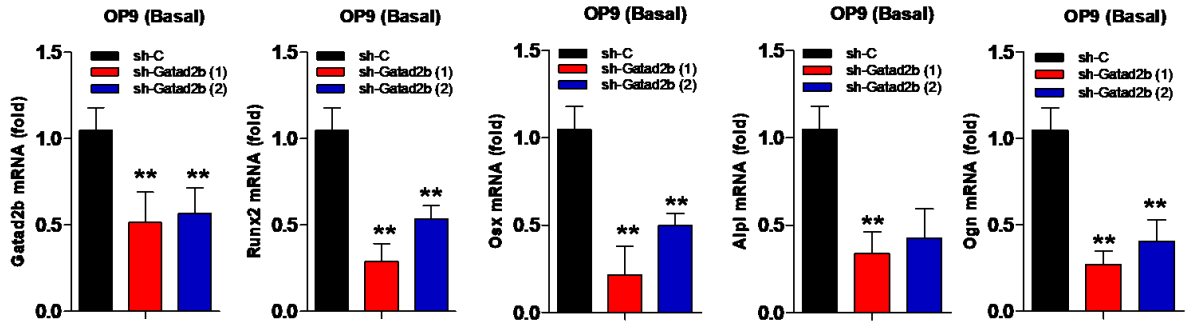 OP9 (Basal)
Gatad2b mRNA (fold)
1.5
1.0
0.5
0.0
sh-C
sh-Gatad2b (1)
sh-Gatad2b (2)
**
**
OP9 (Basal)
Runx2 mRNA (fold)
1.5
1.0
0.5
0.0
sh-C
sh-Gatad2b (1)
sh-Gatad2b (2)
**
**
OP9 (Basal)
Osx mRNA (fold)
1.5
1.0
0.5
0.0
sh-C
sh-Gatad2b (1)
sh-Gatad2b (2)
**
**
OP9 (Basal)
Alpl mRNA (fold)
1.5
1.0
0.5
0.0
sh-C
sh-Gatad2b (1)
sh-Gatad2b (2)
**
OP9 (Basal)
Ogn mRNA (fold)
1.5
1.0
0.5
0.0
sh-C
sh-Gatad2b (1)
sh-Gatad2b (2)
**
**